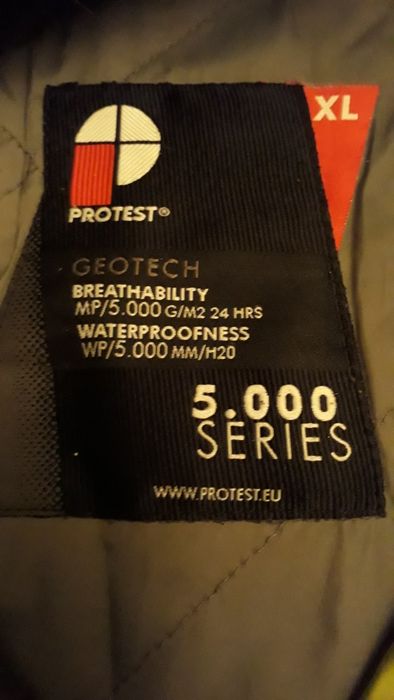 XL
PROTEST®
GEOTECH
BREATHABILITY
MP/5.000 G/M2 24 HRS
WATERPROOFNESS
WP/5.000 MM/H20
5.000
SERIES
WWW.PROTEST.EU